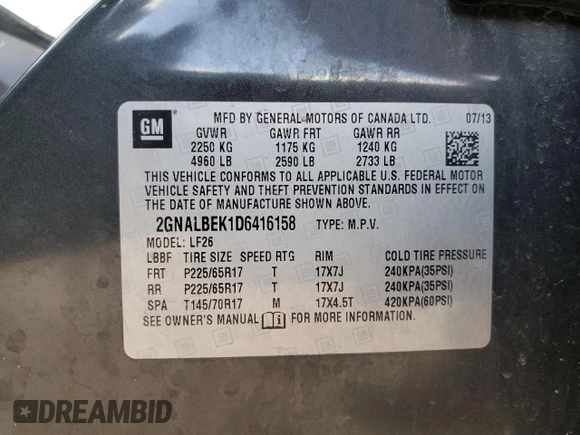 GM
MFD BY GENERAL MOTORS OF CANADA LTD. 07/13
GVWR GAWR FRT GAWR RR
2250 KG 1175 KG 1240 KG
4960 LB 2590 LB 2733 LB
THIS VEHICLE CONFORMS TO ALL APPLICABLE U.S. FEDERAL MOTOR
VEHICLE SAFETY AND THEFT PREVENTION STANDARDS IN EFFECT ON
THE DATE OF MANUFACTURE SHOWN ABOVE.
2GNALBEK1D6416158 TYPE: M.P.V.
MODEL: LF26
LBBF TIRE SIZE SPEED RTG RIM COLD TIRE PRESSURE
FRT P225/65R17 T 17X7J 240KPA(35PSI)
RR P225/65R17 T 17X7J 240KPA(35PSI)
SPA T145/70R17 M 17X4.5T 420KPA(60PSI)
SEE OWNER'S MANUAL FOR MORE INFORMATION.
DREAMBID